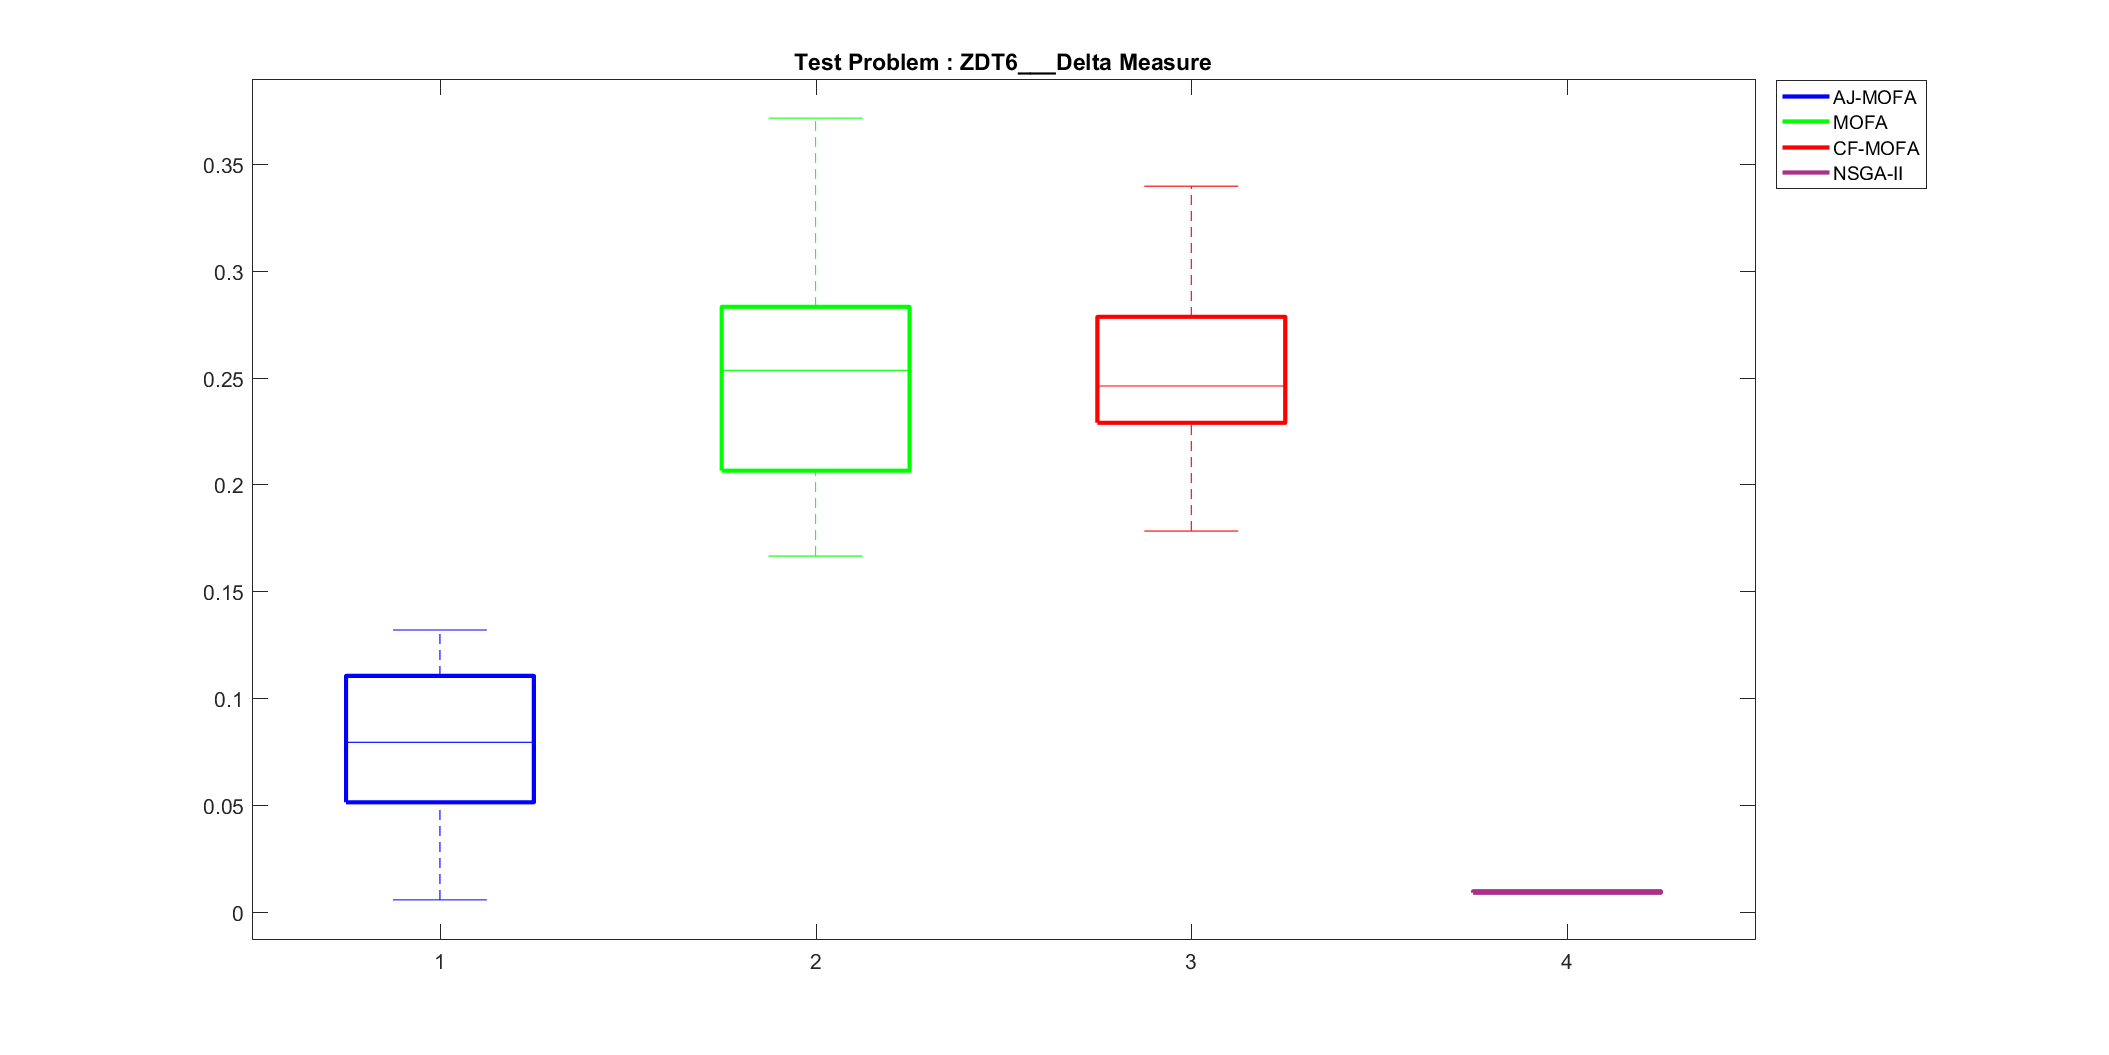 Test Problem : ZDT6___Delta Measure
AJ-MOFA
MOFA
CF-MOFA
NSGA-II
0.35
0.3
0.25
0.2
0.15
0.1
0.05
0
1 2 3 4